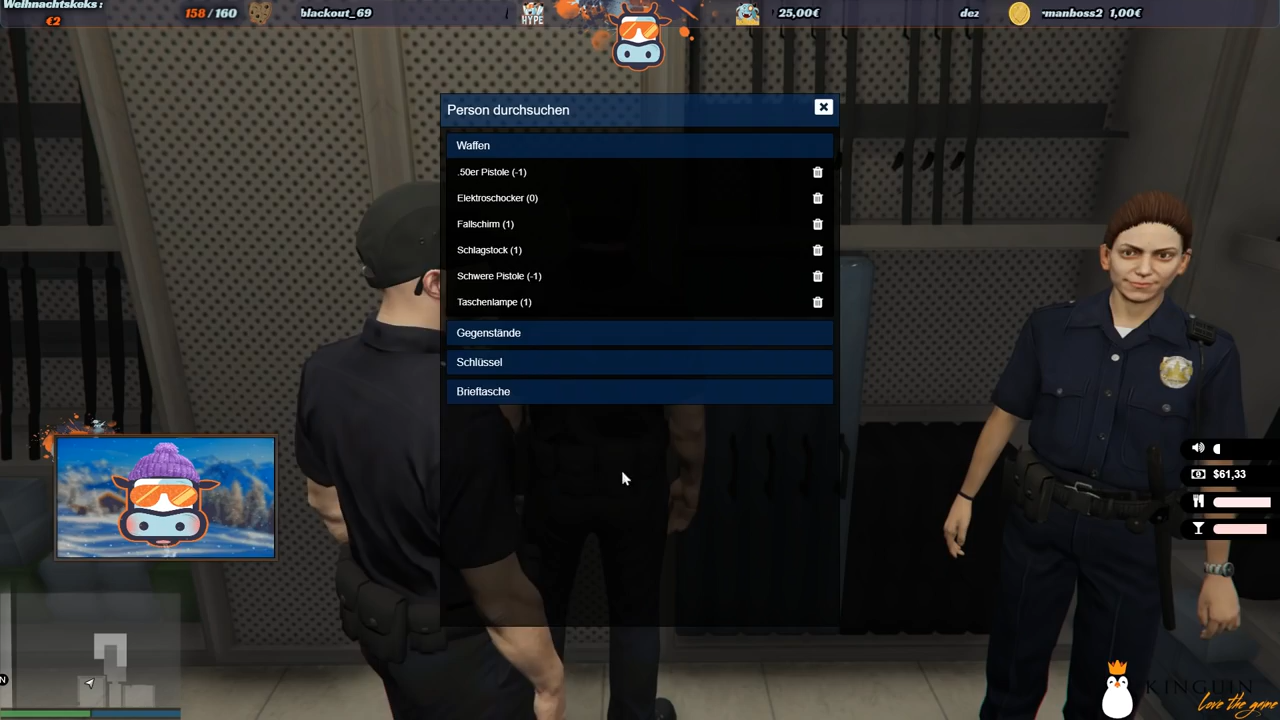 Weihnachtskeks :
€2
158 / 160
blackout_69
HYPE
25,00€
dez
rmanboss2 1,00€
Person durchsuchen
Waffen
.50er Pistole (-1)
Elektroschocker (0)
Fallschirm (1)
Schlagstock (1)
Schwere Pistole (-1)
Taschenlampe (1)
Gegenstände
Schlüssel
Brieftasche
$61,33
N
KINGUIN
Love the game